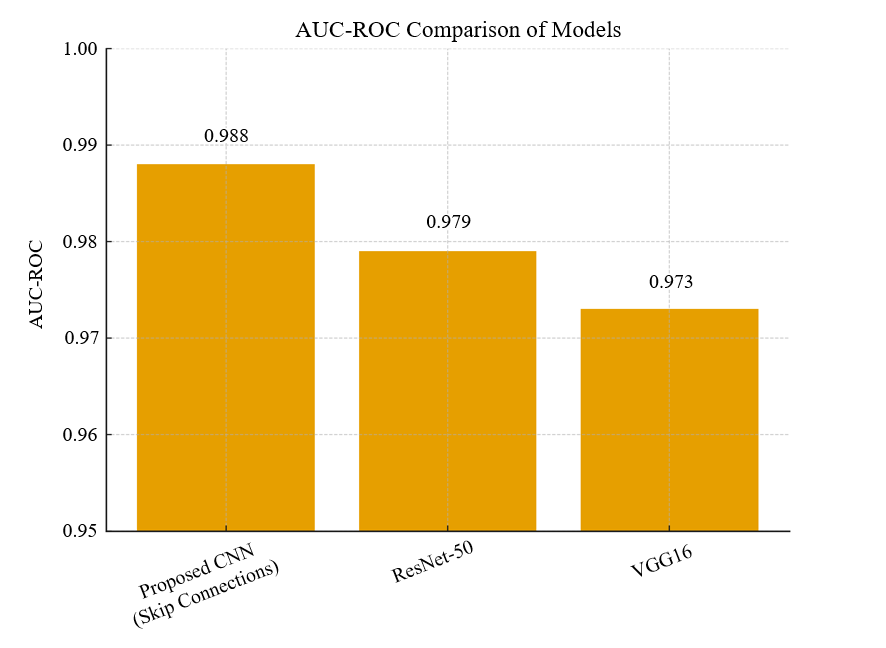 AUC-ROC Comparison of Models
1.00
0.99
0.98
0.97
0.96
0.95
AUC-ROC
0.988
0.979
0.973
Proposed CNN
(Skip Connections)
ResNet-50
VGG16